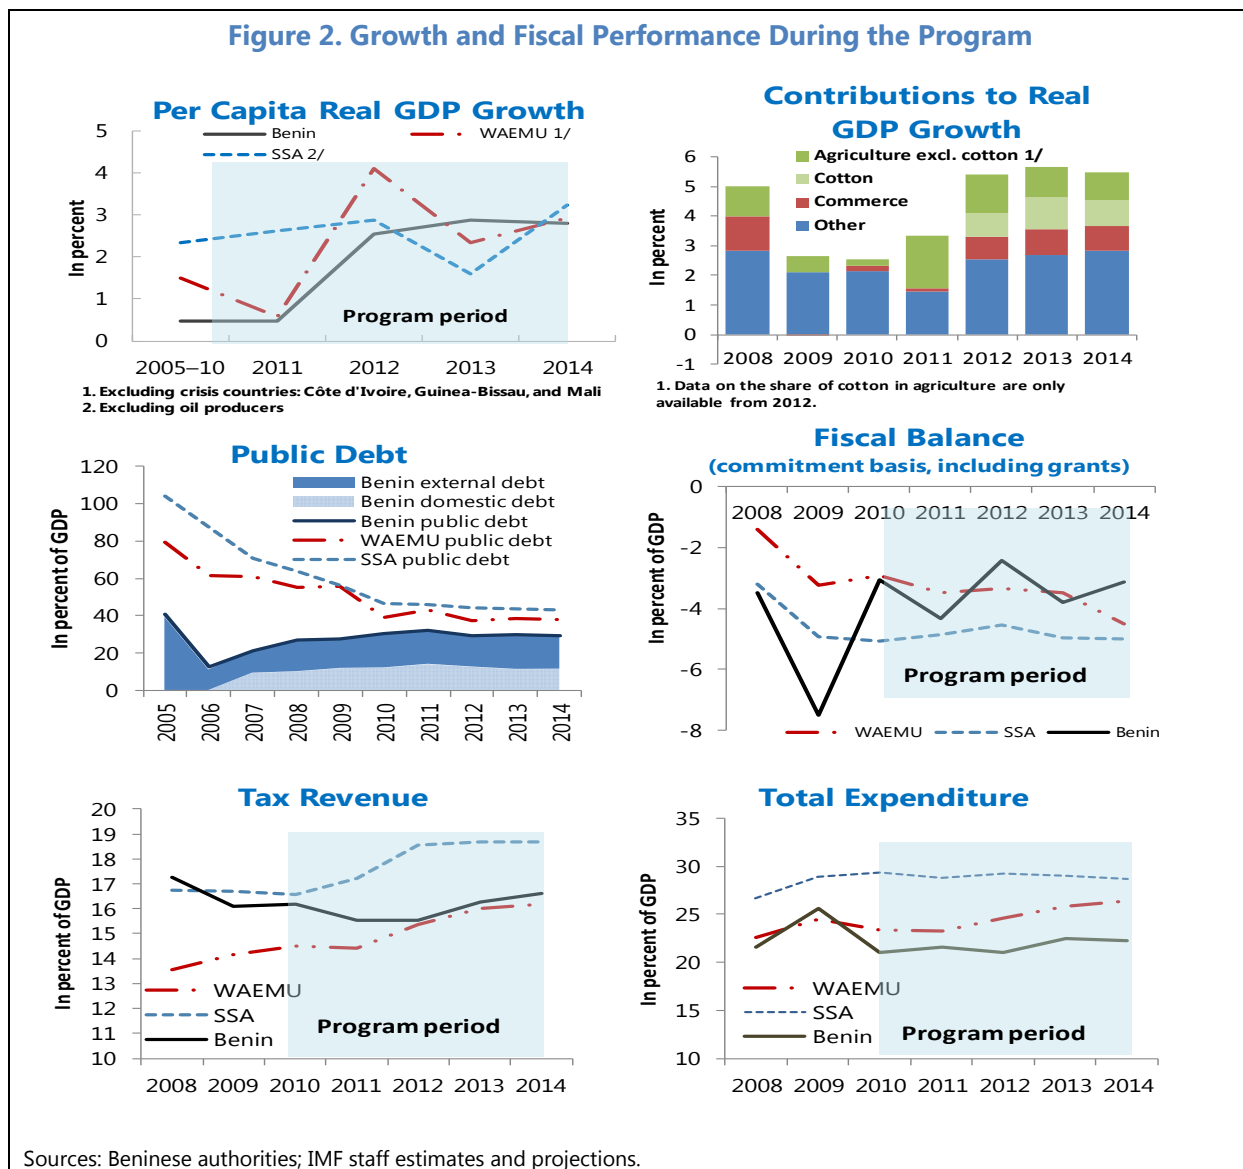 Figure 2. Growth and Fiscal Performance During the Program
Per Capita Real GDP Growth
Benin
WAEMU 1/
SSA 2/
In percent
5
4
3
2
1
0
Program period
2005–10 2011 2012 2013 2014
1. Excluding crisis countries: Côte d'Ivoire, Guinea-Bissau, and Mali
2. Excluding oil producers
Contributions to Real
GDP Growth
Agriculture excl. cotton 1/
Cotton
Commerce
Other
In percent
6
5
4
3
2
1
0
-1
2008 2009 2010 2011 2012 2013 2014
1. Data on the share of cotton in agriculture are only
available from 2012.
Public Debt
Benin external debt
Benin domestic debt
Benin public debt
WAEMU public debt
SSA public debt
In percent of GDP
120
100
80
60
40
20
0
2005 2006 2007 2008 2009 2010 2011 2012 2013 2014
Fiscal Balance
(commitment basis, including grants)
In percent of GDP
0
-2
-4
-6
-8
2008 2009 2010 2011 2012 2013 2014
Program period
WAEMU SSA Benin
Tax Revenue
In percent of GDP
20
19
18
17
16
15
14
13
12
11
10
WAEMU
SSA
Benin
Program period
2008 2009 2010 2011 2012 2013 2014
Total Expenditure
In percent of GDP
35
30
25
20
15
10
WAEMU
SSA
Benin
Program period
2008 2009 2010 2011 2012 2013 2014
Sources: Beninese authorities; IMF staff estimates and projections.